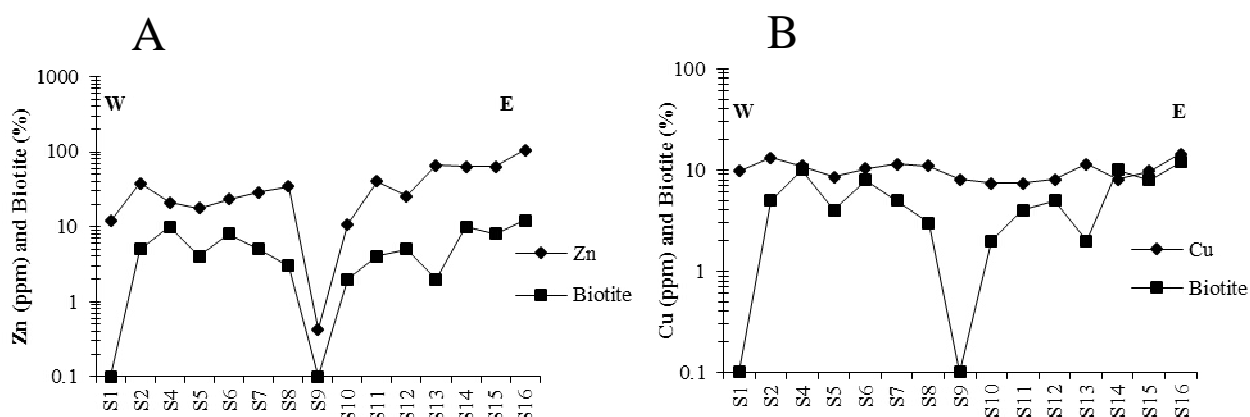 A
Zn (ppm) and Biotite (%)
1000
100
10
1
0.1
W
E
Zn
Biotite
S1
S2
S4
S5
S6
S7
S8
S9
S10
S11
S12
S13
S14
S15
S16
B
Cu (ppm) and Biotite (%)
100
10
1
0.1
W
E
Cu
Biotite
S1
S2
S4
S5
S6
S7
S8
S9
S10
S11
S12
S13
S14
S15
S16